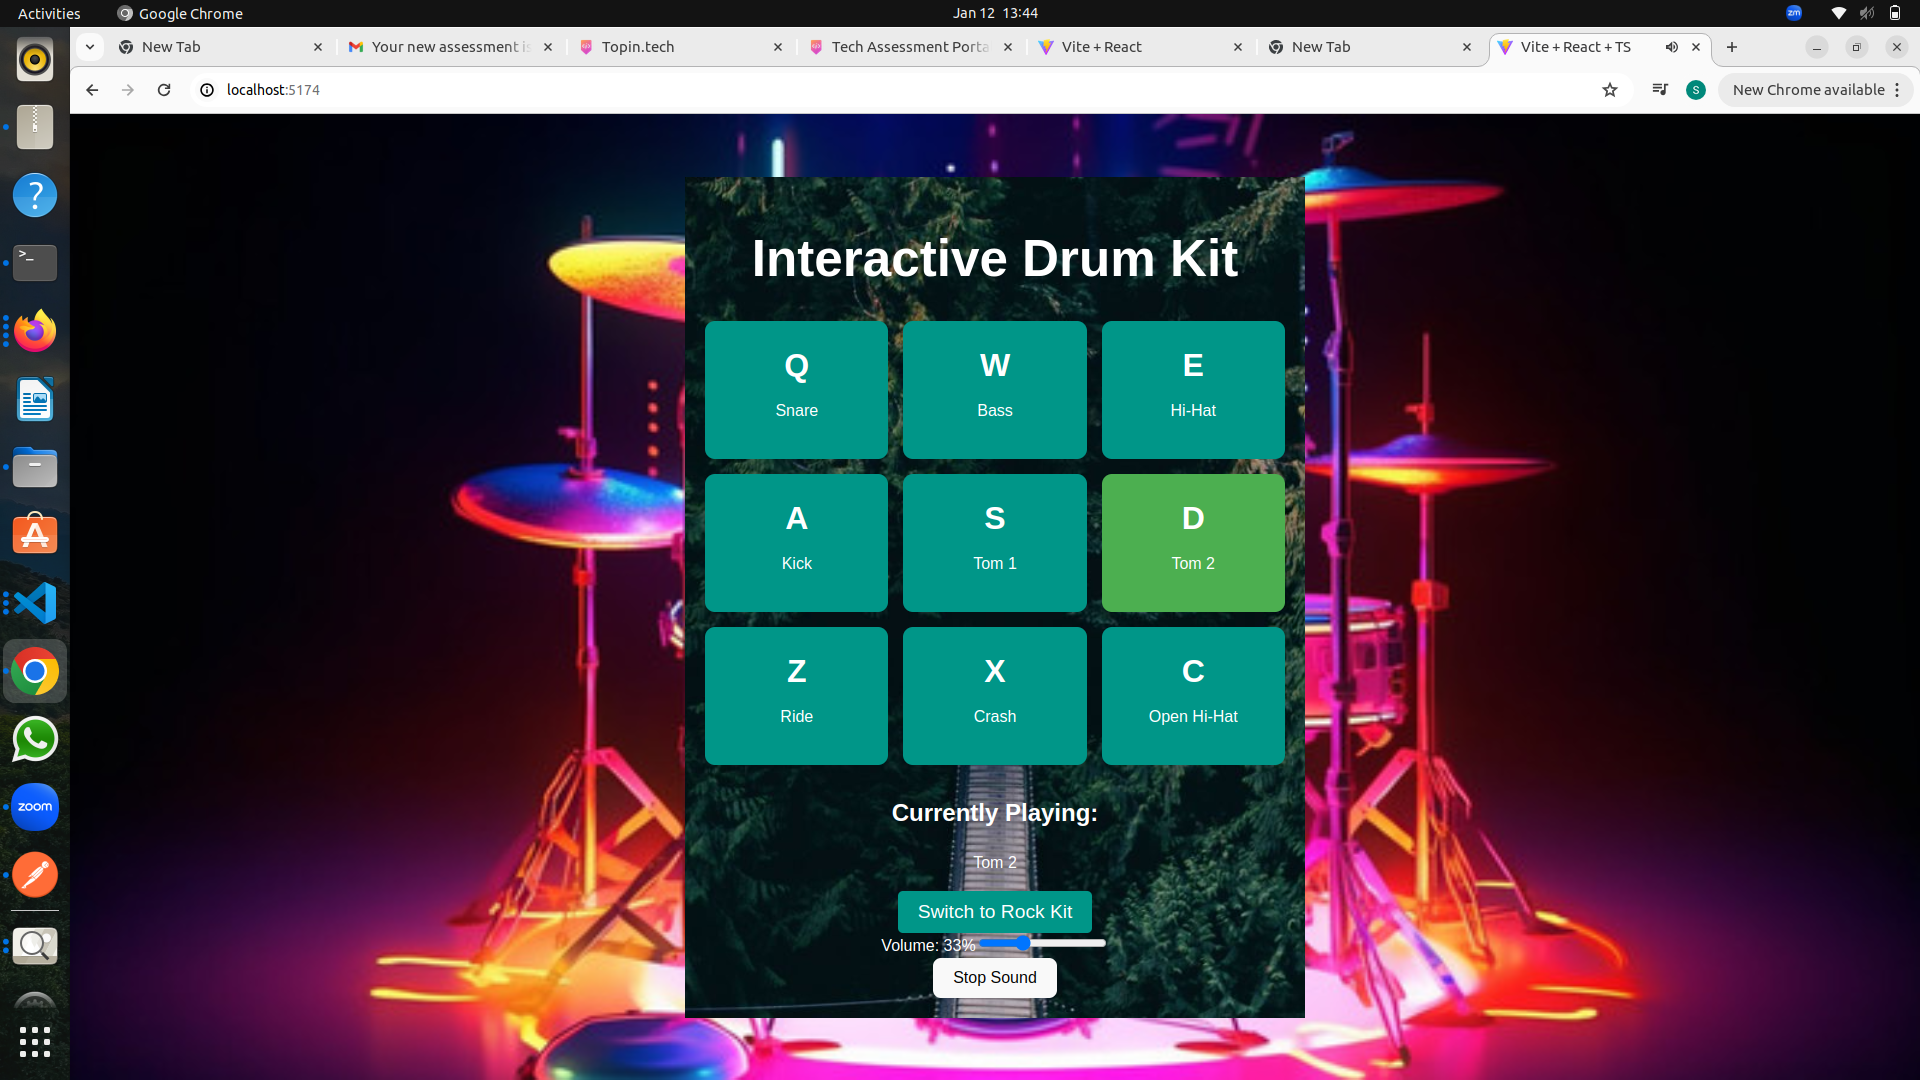 Activities
Google Chrome
Jan 12 13:44
zm
New Tab
Your new assessment is
Topin.tech
Tech Assessment Porta
Vite + React
New Tab
Vite + React + TS
localhost:5174
S
New Chrome available
Interactive Drum Kit
Q
Snare
W
Bass
E
Hi-Hat
A
Kick
S
Tom 1
D
Tom 2
Z
Ride
X
Crash
C
Open Hi-Hat
Currently Playing:
Tom 2
Switch to Rock Kit
Volume: 33%
Stop Sound
zoom